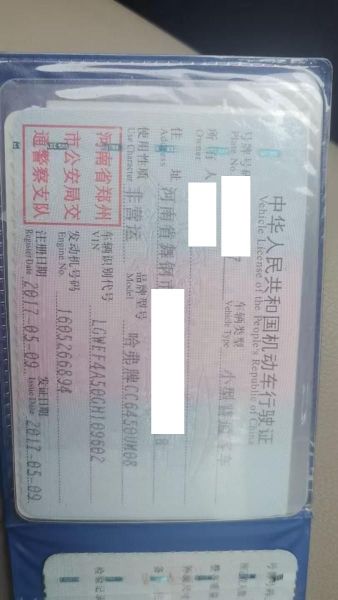 中华人民共和国机动车行驶证
Vehicle License of the People's Republic of China
号牌号码 车辆类型 小型普通客车
Plate No. Vehicle Type
所有人
Owner
住址 河南省舞钢市
Address
使用性质 非营运 品牌型号 哈弗牌CC6450UM08
Use Character Model
河南省郑州
市公安局交
通警察支队
车辆识别代号 LGWEF4A50GH109602
VIN
发动机号码 1605266894
Engine No.
注册日期 2017-05-09 发证日期 2017-05-09
Register Date Issue Date